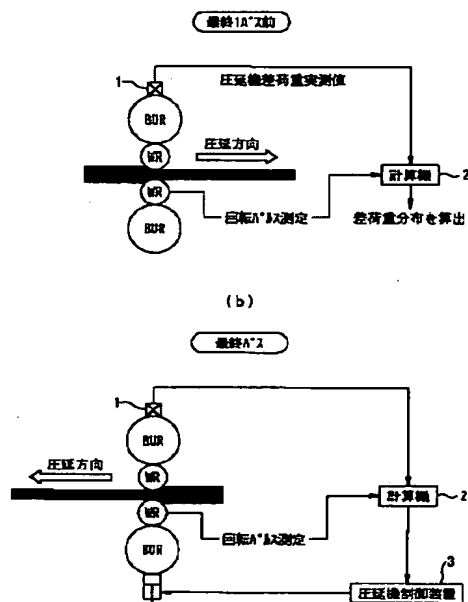 最終1パス前
1
圧延機差荷重実測値
BUR
圧延方向
WR
WR
計算機
2
回転パルス測定
差荷重分布を算出
BUR
(b)
最終パス
1
BUR
圧延方向
WR
計算機
2
WR
回転パルス測定
BUR
3
圧延機制御装置